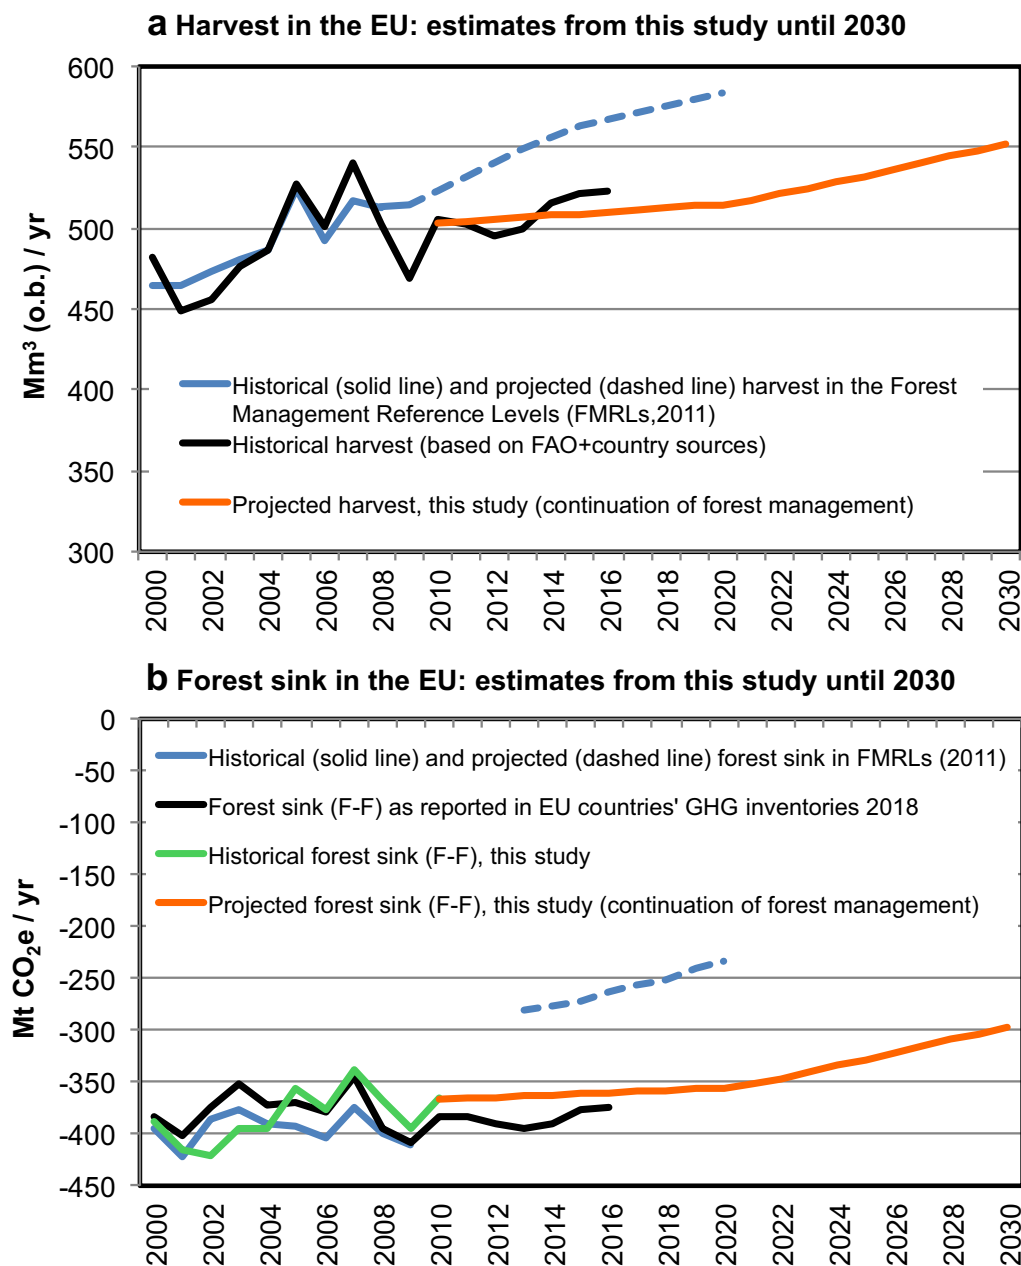 a Harvest in the EU: estimates from this study until 2030
600
550
500
450
400
350
300
Mm³ (o.b.) / yr
Historical (solid line) and projected (dashed line) harvest in the Forest
Management Reference Levels (FMRLs,2011)
Historical harvest (based on FAO+country sources)
Projected harvest, this study (continuation of forest management)
2000 2002 2004 2006 2008 2010 2012 2014 2016 2018 2020 2022 2024 2026 2028 2030
b Forest sink in the EU: estimates from this study until 2030
0
-50
-100
-150
-200
-250
-300
-350
-400
-450
Mt CO₂e / yr
Historical (solid line) and projected (dashed line) forest sink in FMRLs (2011)
Forest sink (F-F) as reported in EU countries' GHG inventories 2018
Historical forest sink (F-F), this study
Projected forest sink (F-F), this study (continuation of forest management)
2000 2002 2004 2006 2008 2010 2012 2014 2016 2018 2020 2022 2024 2026 2028 2030